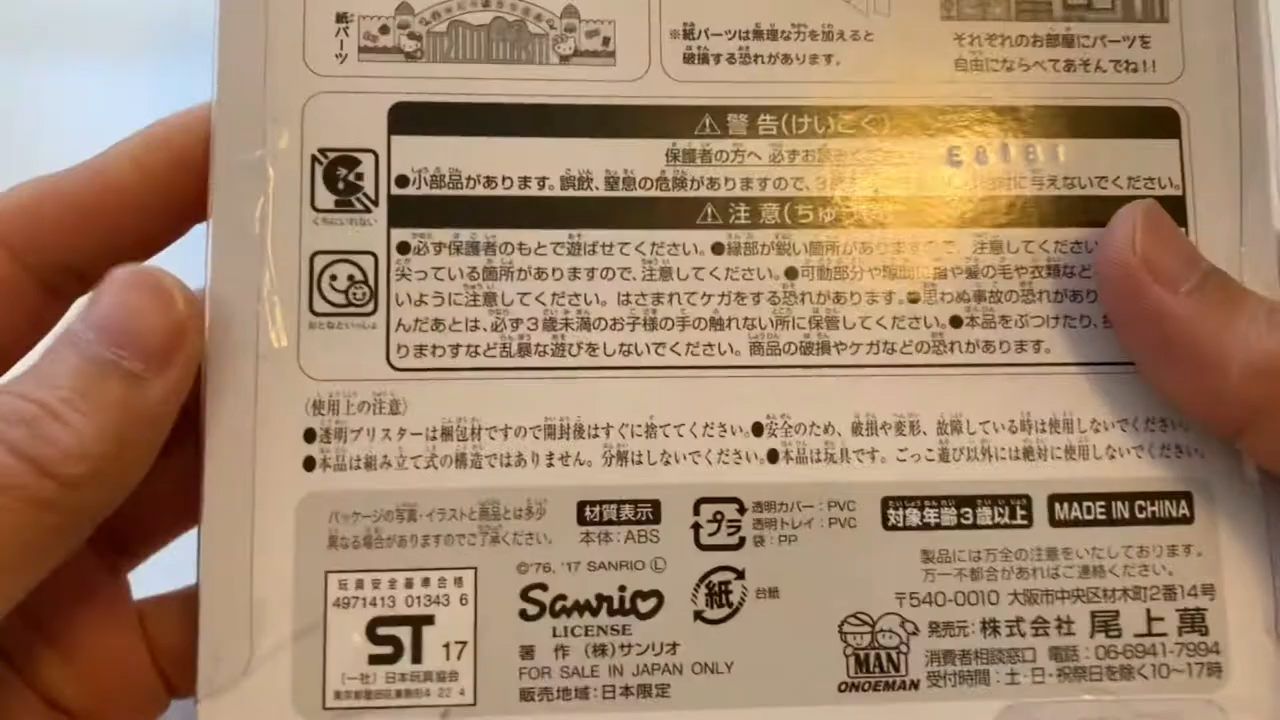 紙パーツ
※紙パーツは無理な力を加えると
破損する恐れがあります。
それぞれのお部屋にパーツを
自由にならべてあそんでね!!
⚠警告(けいこく)
保護者の方へ 必ずお読み
E8181
●小部品があります。誤飲、窒息の危険がありますので、3歳 に与えないでください。
⚠注意(ちゅう
くちにいれない
●必ず保護者のもとで遊ばせてください。●縁部が鋭い箇所がありますので、注意してください
尖っている箇所がありますので、注意してください。●可動部分や隙間に指や髪の毛や衣類など
いように注意してください。はさまれてケガをする恐れがあります。●思わぬ事故の恐れがあり
おとなといっしょ
んだあとは、必ず3歳未満のお子様の手の触れない所に保管してください。●本品をぶつけたり、
りまわすなど乱暴な遊びをしないでください。商品の破損やケガなどの恐れがあります。
〈使用上の注意〉
●透明ブリスターは梱包材ですので開封後はすぐに捨ててください。●安全のため、破損や変形、故障している時は使用しないでください。
●本品は組み立て式の構造ではありません。分解はしないでください。●本品は玩具です。ごっこ遊び以外には絶対に使用しないでください。
パッケージの写真・イラストと商品とは多少
異なる場合がありますのでご了承ください。
材質表示
本体:ABS
プラ
透明カバー:PVC
透明トレイ:PVC
袋:PP
対象年齢3歳以上
MADE IN CHINA
製品には万全の注意をいたしております。
万一不都合があればご連絡ください。
玩具安全基準合格
4971413 01343 6
ST 17
(一社)日本玩具協会
東京都墨田区東駒形4-22-4
©'76, '17 SANRIO Ⓛ
Sanrio
LICENSE
著 作 (株)サンリオ
FOR SALE IN JAPAN ONLY
販売地域:日本限定
紙
台紙
〒540-0010 大阪市中央区材木町2番14号
発売元:株式会社 尾上萬
MAN
ONOEMAN
消費者相談窓口 電話:06-6941-7994
受付時間:土・日・祝祭日を除く10〜17時